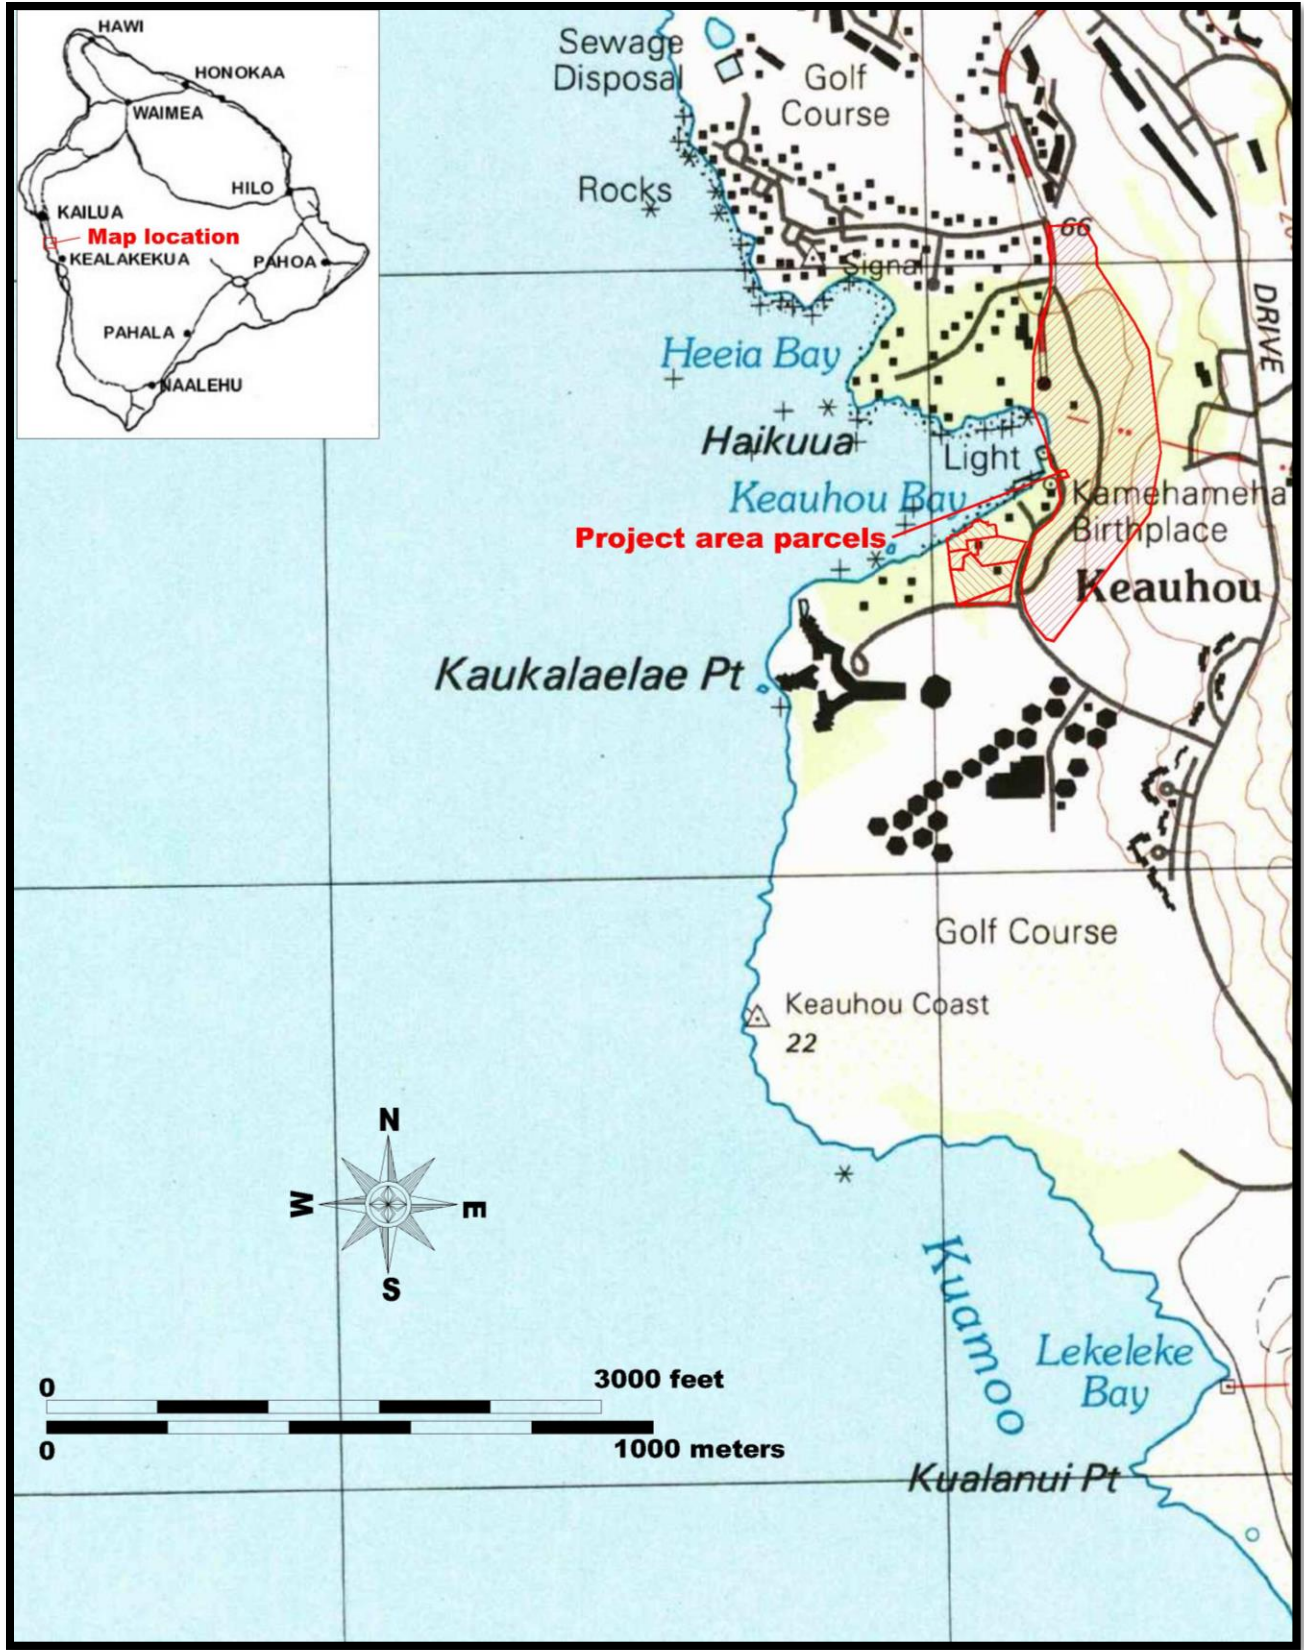 HAWI
HONOKAA
WAIMEA
HILO
KAILUA
Map location
KEALAKEKUA
PAHOA
PAHALA
NAALEHU
Sewage
Disposal
Golf
Course
Rocks
66
Signal
DRIVE
Heeia Bay
Haikuua
Light
Keauhou Bay
Kamehameha
Birthplace
Project area parcels
Keauhou
Kaukalaelae Pt
Golf Course
Keauhou Coast
22
N
W
E
S
Kuamoo
Lekeleke
Bay
0
3000 feet
0
1000 meters
Kualanui Pt